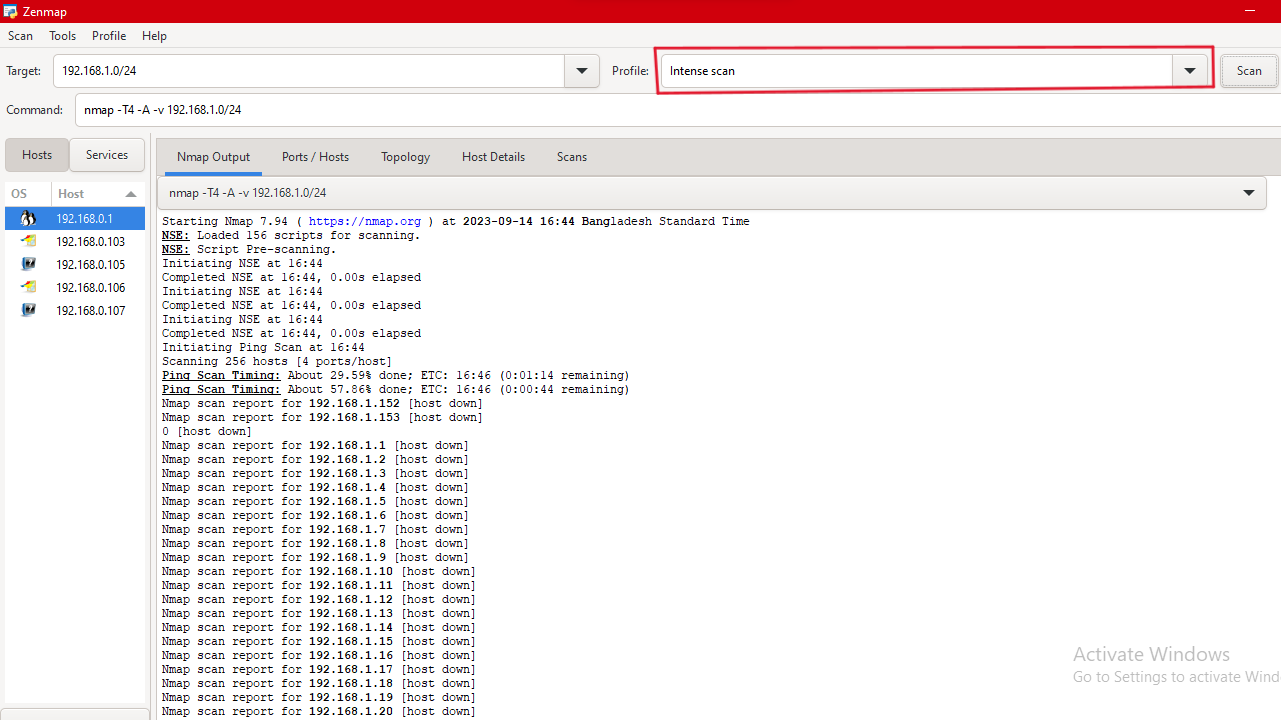 Zenmap
Scan Tools Profile Help
Target: 192.168.1.0/24 Profile: Intense scan Scan
Command: nmap -T4 -A -v 192.168.1.0/24
Hosts Services
OS Host
192.168.0.1
192.168.0.103
192.168.0.105
192.168.0.106
192.168.0.107
Nmap Output Ports / Hosts Topology Host Details Scans
nmap -T4 -A -v 192.168.1.0/24
Starting Nmap 7.94 ( https://nmap.org ) at 2023-09-14 16:44 Bangladesh Standard Time
NSE: Loaded 156 scripts for scanning.
NSE: Script Pre-scanning.
Initiating NSE at 16:44
Completed NSE at 16:44, 0.00s elapsed
Initiating NSE at 16:44
Completed NSE at 16:44, 0.00s elapsed
Initiating NSE at 16:44
Completed NSE at 16:44, 0.00s elapsed
Initiating Ping Scan at 16:44
Scanning 256 hosts [4 ports/host]
Ping Scan Timing: About 29.59% done; ETC: 16:46 (0:01:14 remaining)
Ping Scan Timing: About 57.86% done; ETC: 16:46 (0:00:44 remaining)
Nmap scan report for 192.168.1.152 [host down]
Nmap scan report for 192.168.1.153 [host down]
0 [host down]
Nmap scan report for 192.168.1.1 [host down]
Nmap scan report for 192.168.1.2 [host down]
Nmap scan report for 192.168.1.3 [host down]
Nmap scan report for 192.168.1.4 [host down]
Nmap scan report for 192.168.1.5 [host down]
Nmap scan report for 192.168.1.6 [host down]
Nmap scan report for 192.168.1.7 [host down]
Nmap scan report for 192.168.1.8 [host down]
Nmap scan report for 192.168.1.9 [host down]
Nmap scan report for 192.168.1.10 [host down]
Nmap scan report for 192.168.1.11 [host down]
Nmap scan report for 192.168.1.12 [host down]
Nmap scan report for 192.168.1.13 [host down]
Nmap scan report for 192.168.1.14 [host down]
Nmap scan report for 192.168.1.15 [host down]
Nmap scan report for 192.168.1.16 [host down]
Nmap scan report for 192.168.1.17 [host down]
Nmap scan report for 192.168.1.18 [host down]
Nmap scan report for 192.168.1.19 [host down]
Nmap scan report for 192.168.1.20 [host down]
Activate Windows
Go to Settings to activate Wind